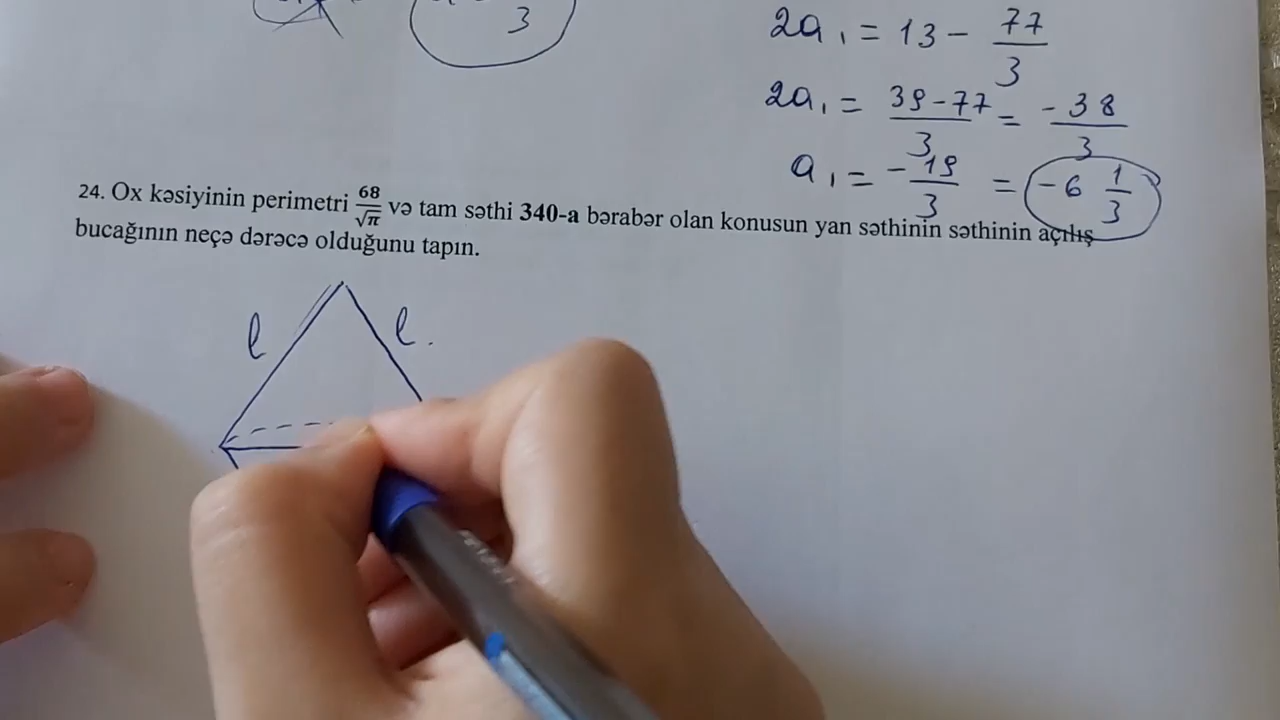 3
2a₁ = 13 - 77/3
2a₁ = 39-77/3 = -38/3
a₁ = -19/3 = -6 1/3
24. Ox kəsiyinin perimetri 68/√π və tam səthi 340-a bərabər olan konusun yan səthinin səthinin açılış
bucağının neçə dərəcə olduğunu tapın.
l l.